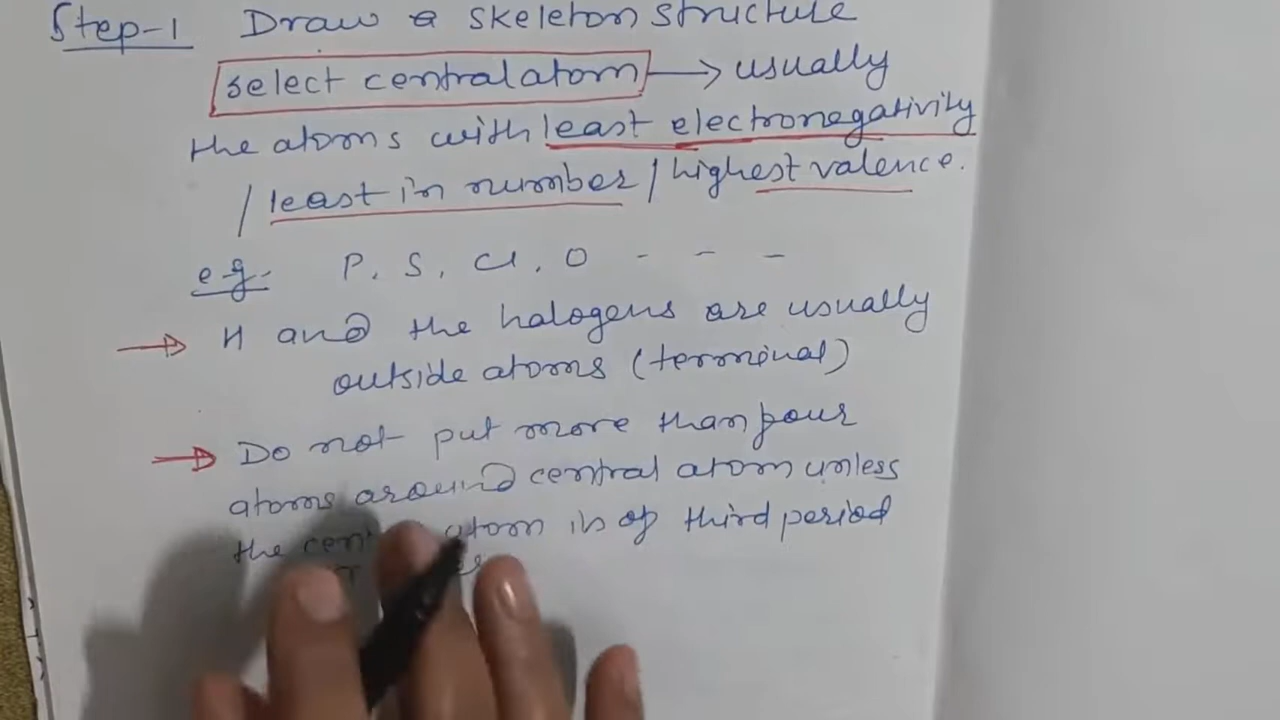 Step-1 Draw a skeleton structure
select central atom → usually
the atoms with least electronegativity
/ least in number / highest valence.
e.g. P, S, Cl, O - - -
→ H and the halogens are usually
outside atoms (terminal)
→ Do not put more than four
atoms around central atom unless
the atom is of third period